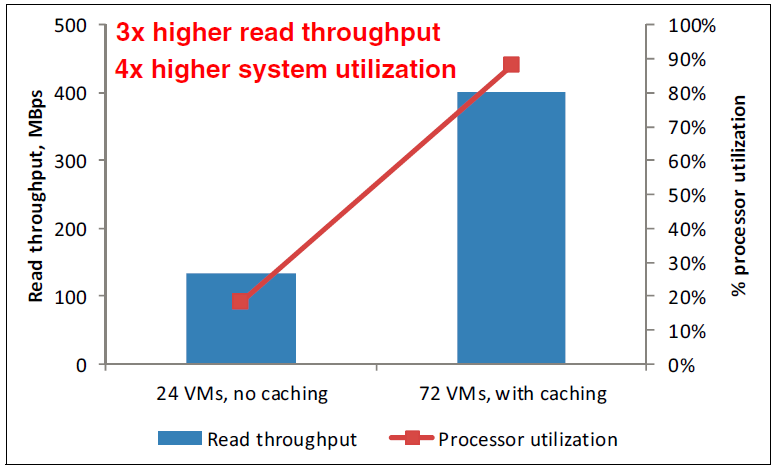 3x higher read throughput
4x higher system utilization
Read throughput, MBps
500
400
300
200
100
0
100%
90%
80%
70%
60%
50%
40%
30%
20%
10%
0%
% processor utilization
24 VMs, no caching
72 VMs, with caching
Read throughput
Processor utilization